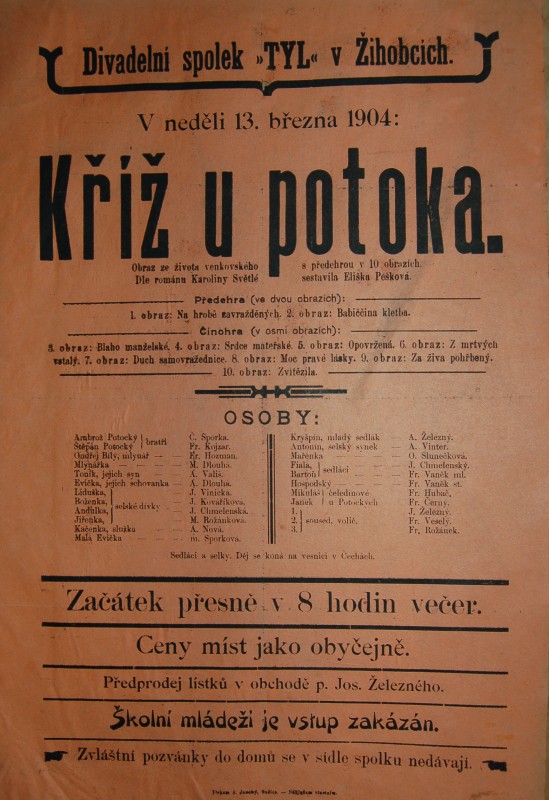 Divadelní spolek »TYL« v Žihobcích.
V neděli 13. března 1904:
Kříž u potoka.
Obraz ze života venkovského s předehrou v 10 obrazích.
Dle románu Karoliny Světlé sestavila Eliška Pešková.
Předehra (ve dvou obrazích):
1. obraz: Na hrobě zavražděných. 2. obraz: Babiččina kletba.
Činohra (v osmi obrazích):
3. obraz: Blaho manželské. 4. obraz: Srdce mateřské. 5. obraz: Opovržená. 6. obraz: Z mrtvých
vstalý. 7. obraz: Duch samovražednice. 8. obraz: Moc pravé lásky. 9. obraz: Za živa pohřbený.
10. obraz: Zvítězila.
OSOBY:
Ambrož Potocký } bratři Č. Sporka.
Štěpán Potocký Fr. Kojzar.
Ondřej Bílý, mlynář — Fr. Hozman.
Mlynářka — — — M. Dlouhá.
Toník, jejich syn — — A. Vališ.
Evička, jejich schovanka A. Dlouhá.
Liduška, } selské dívky — J. Vinická.
Roženka, J. Kovaříková.
Andulka, J. Chmelenská.
Jiřenka, M. Rožánková.
Kačenka, služka — A. Nová.
Malá Evička — — m. Sporková.
Kryšpín, mladý sedlák — A. Železný.
Antonín, selský synek — A. Vinter.
Mařenka — — O. Slunečková.
Fiala, } sedláci J. Chmelenský.
Bartoň Fr. Vaněk ml.
Hospodský — — Fr. Vaněk st.
Mikuláš } čeledínové Fr. Hubač,
Janek u Potockých Fr. Černý.
1. } soused, volič. J. Železný.
2. Fr. Veselý.
3. Fr. Rožánek.
Sedláci a selky. Děj se koná na vesnici v Čechách.
Začátek přesně v 8 hodin večer.
Ceny míst jako obyčejně.
Předprodej lístků v obchodě p. Jos. Železného.
Školní mládeži je vstup zakázán.
Zvláštní pozvánky do domů se v sídle spolku nedávají.